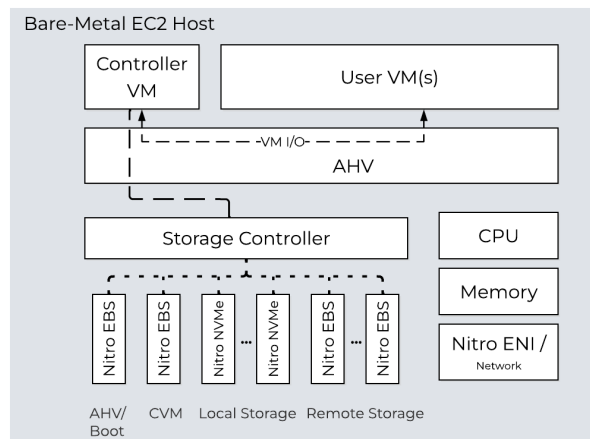 Bare-Metal EC2 Host
Controller
VM
User VM(s)
VM I/O
AHV
Storage Controller
CPU
Memory
Nitro ENI /
Network
Nitro EBS
Nitro EBS
Nitro NVMe
...
Nitro NVMe
Nitro EBS
...
Nitro EBS
AHV/
Boot
CVM
Local Storage
Remote Storage